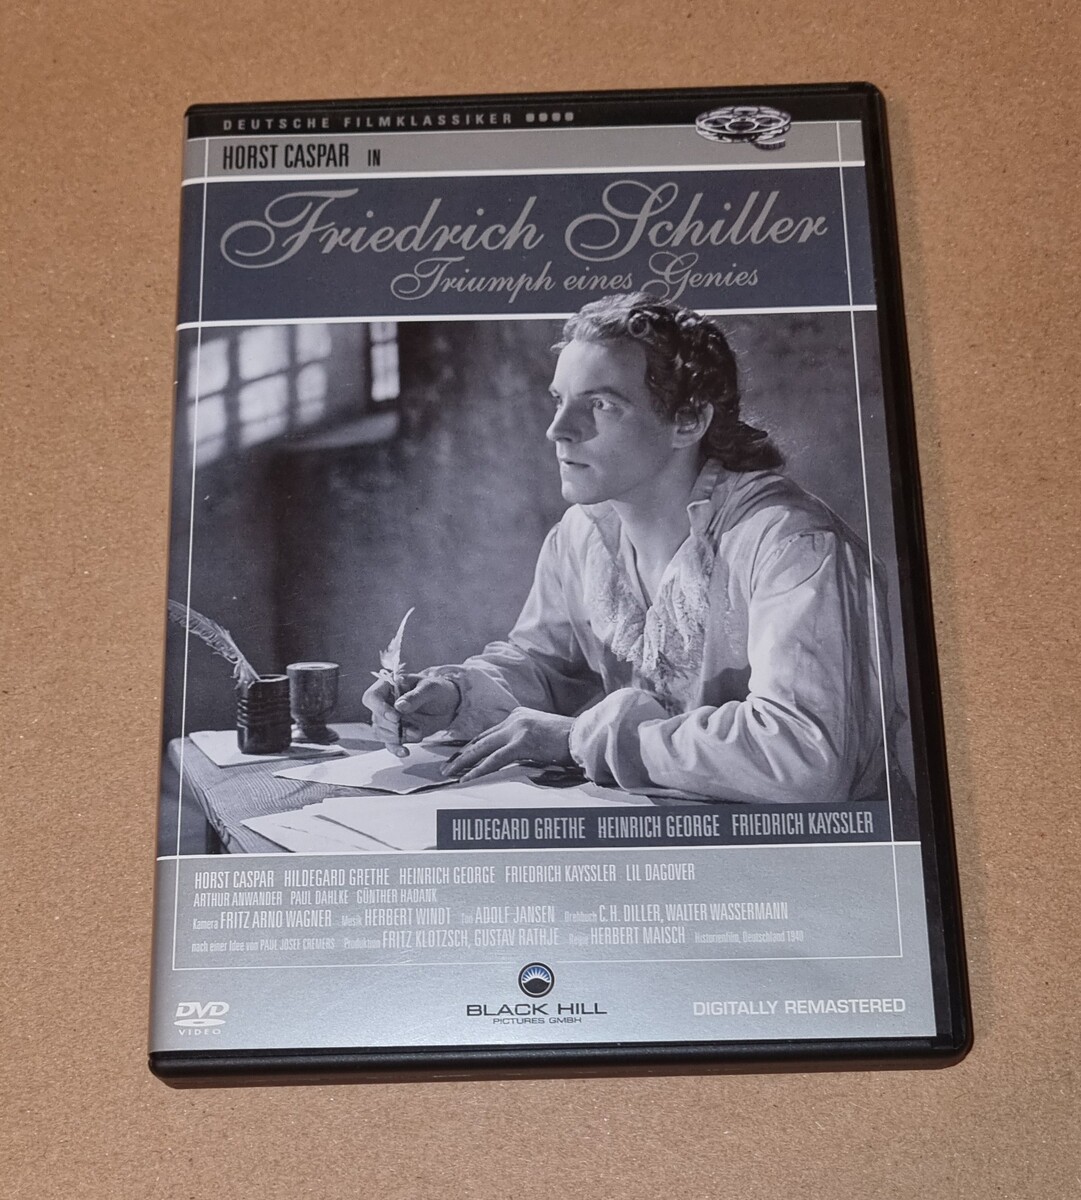 DEUTSCHE FILMKLASSIKER
HORST CASPAR IN
Friedrich Schiller
Triumph eines Genies
HILDEGARD GRETHE HEINRICH GEORGE FRIEDRICH KAYSSLER
HORST CASPAR HILDEGARD GRETHE HEINRICH GEORGE FRIEDRICH KAYSSLER LIL DAGOVER
ARTHUR ANWANDER PAUL DAHLKE GÜNTHER HADANK
Kamera FRITZ ARNO WAGNER Musik HERBERT WINDT Ton ADOLF JANSEN Drehbuch C.H. DILLER, WALTER WASSERMANN
nach einer Idee von PAUL JOSEF CREMERS Produktion FRITZ KLOTZSCH, GUSTAV RATHJE Regie HERBERT MAISCH Historienfilm, Deutschland 1940
DVD
VIDEO
BLACK HILL
PICTURES GMBH
DIGITALLY REMASTERED